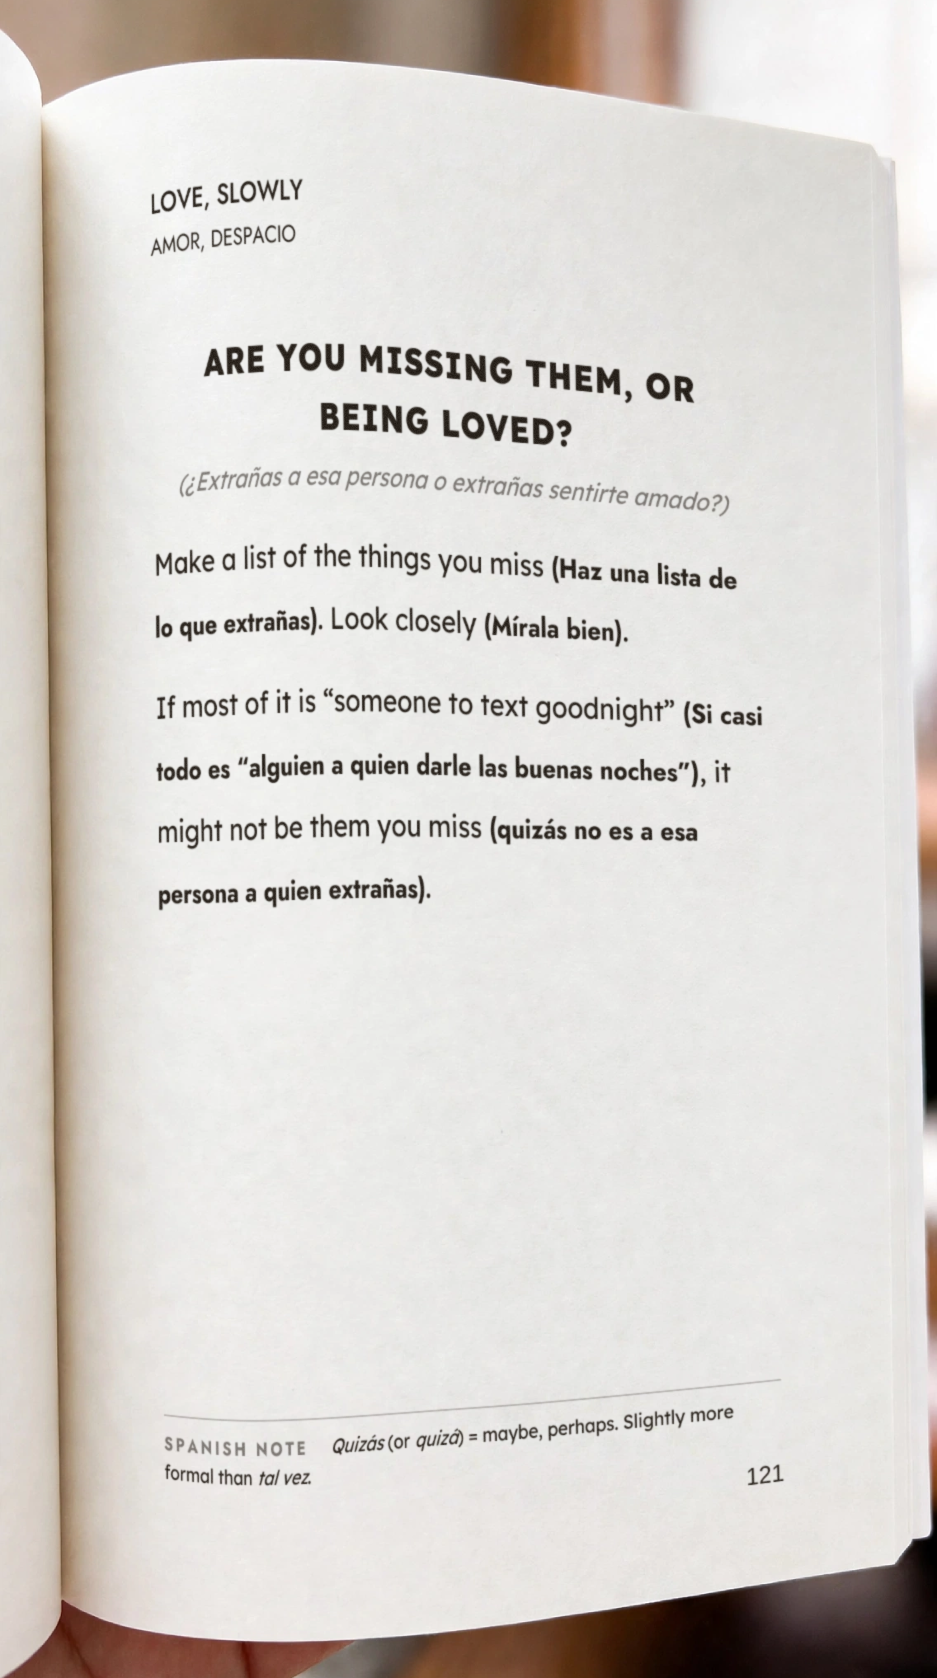 LOVE, SLOWLY
AMOR, DESPACIO
ARE YOU MISSING THEM, OR
BEING LOVED?
(¿Extrañas a esa persona o extrañas sentirte amado?)
Make a list of the things you miss (Haz una lista de
lo que extrañas). Look closely (Mírala bien).
If most of it is “someone to text goodnight” (Si casi
todo es “alguien a quien darle las buenas noches”), it
might not be them you miss (quizás no es a esa
persona a quien extrañas).
SPANISH NOTE Quizás (or quizá) = maybe, perhaps. Slightly more
formal than tal vez.
121